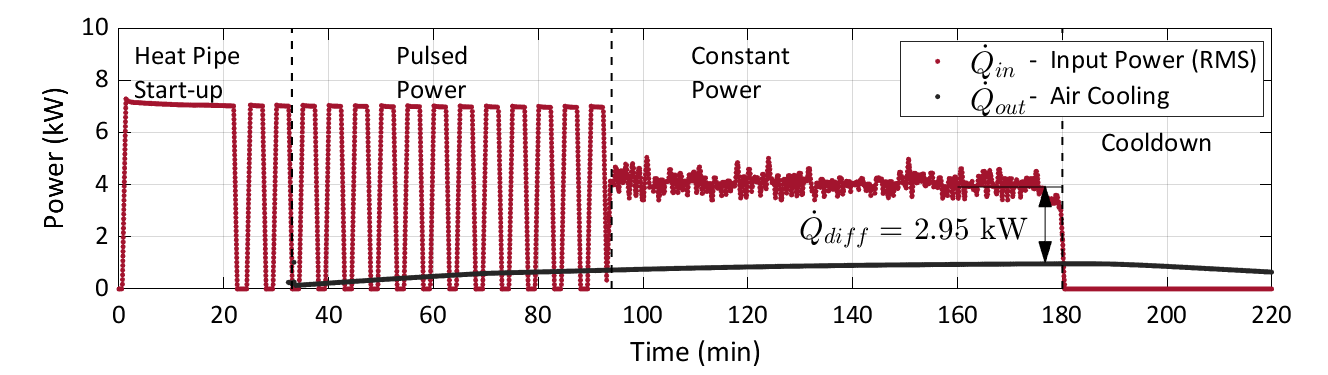 10
8
6
4
2
0
Power (kW)
Heat Pipe
Start-up
Pulsed
Power
Constant
Power
Q̇in - Input Power (RMS)
Q̇out - Air Cooling
Cooldown
Q̇diff = 2.95 kW
0 20 40 60 80 100 120 140 160 180 200 220
Time (min)